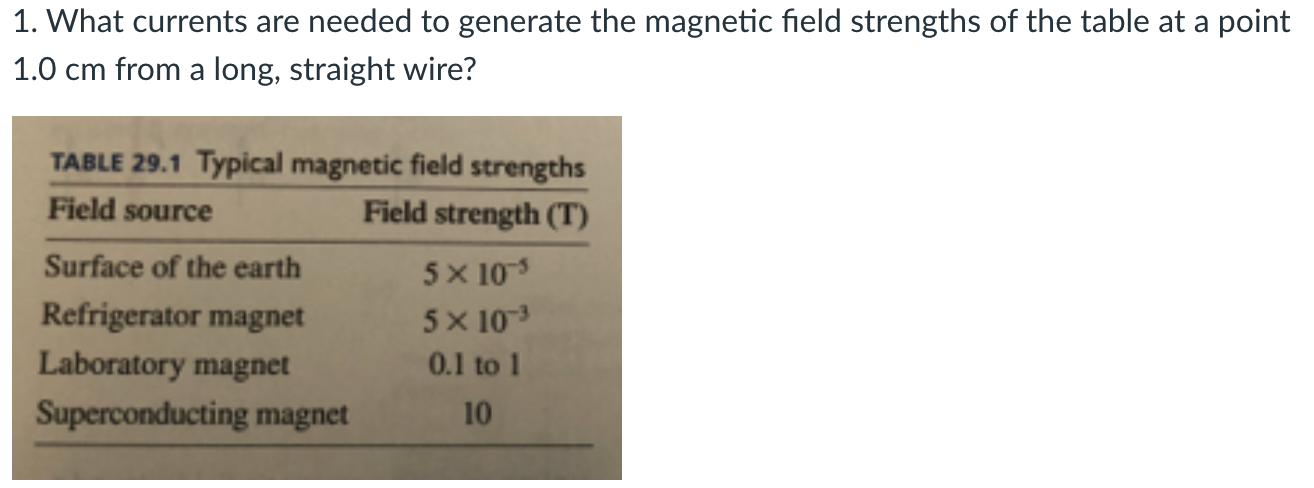 1. What currents are needed to generate the magnetic field strengths of the table at a point
1.0 cm from a long, straight wire?
TABLE 29.1 Typical magnetic field strengths
Field source Field strength (T)
Surface of the earth 5 × 10⁻⁵
Refrigerator magnet 5 × 10⁻³
Laboratory magnet 0.1 to 1
Superconducting magnet 10